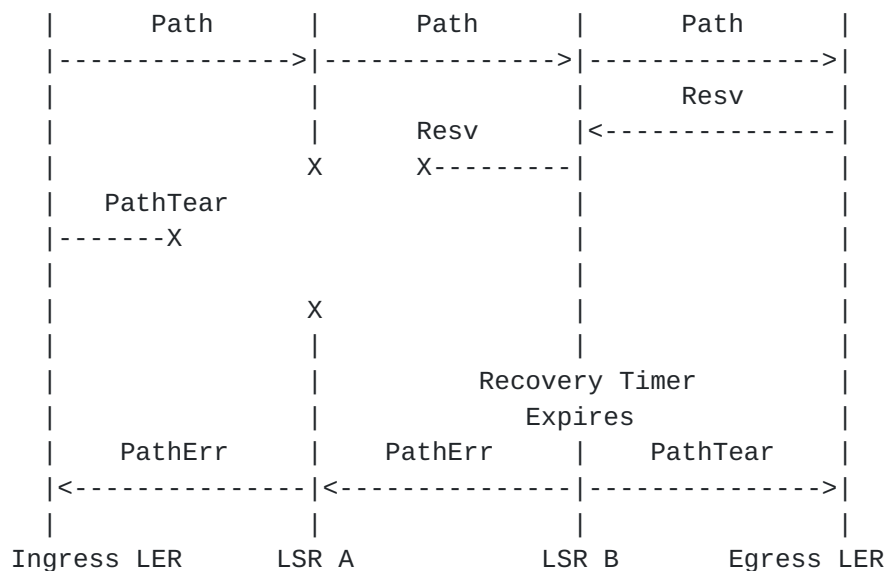 |        Path       |        Path       |        Path       |
|--------------->|--------------->|--------------->|
|                   |                   |       Resv        |
|                   |       Resv        |<---------------|
|                   X       X---------|                   |
|    PathTear                           |                   |
|-------X                               |                   |
|                                       |                   |
|                   X                   |                   |
|                   |                   |                   |
|                   |            Recovery Timer             |
|                   |               Expires                 |
|      PathErr      |      PathErr      |     PathTear      |
|<---------------|<---------------|--------------->|
|                   |                   |                   |
Ingress LER       LSR A               LSR B          Egress LER